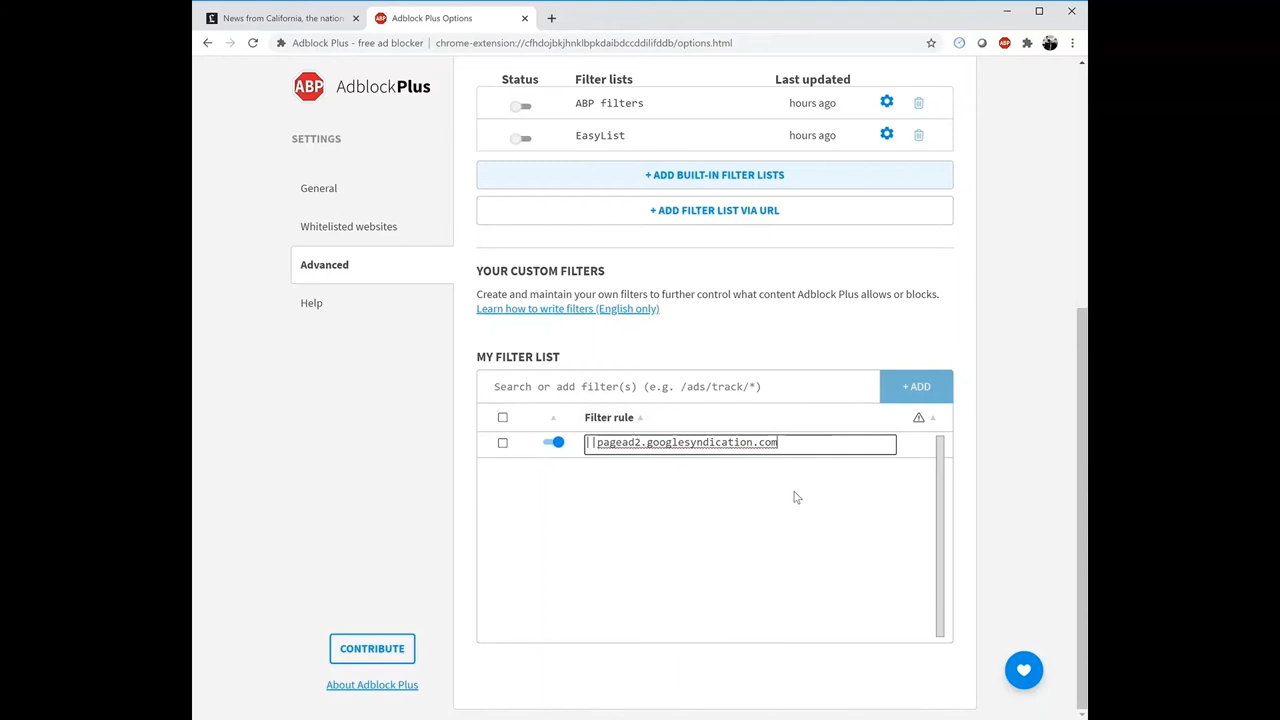 News from California, the nation
Adblock Plus Options
Adblock Plus - free ad blocker | chrome-extension://cfhdojbkjhnklbpkdaibdccddilifddb/options.html
ABP
ABP AdblockPlus
SETTINGS
General
Whitelisted websites
Advanced
Help
CONTRIBUTE
About Adblock Plus
Status Filter lists Last updated
ABP filters hours ago
EasyList hours ago
+ ADD BUILT-IN FILTER LISTS
+ ADD FILTER LIST VIA URL
YOUR CUSTOM FILTERS
Create and maintain your own filters to further control what content Adblock Plus allows or blocks.
Learn how to write filters (English only)
MY FILTER LIST
Search or add filter(s) (e.g. /ads/track/*) + ADD
Filter rule
||pagead2.googlesyndication.com